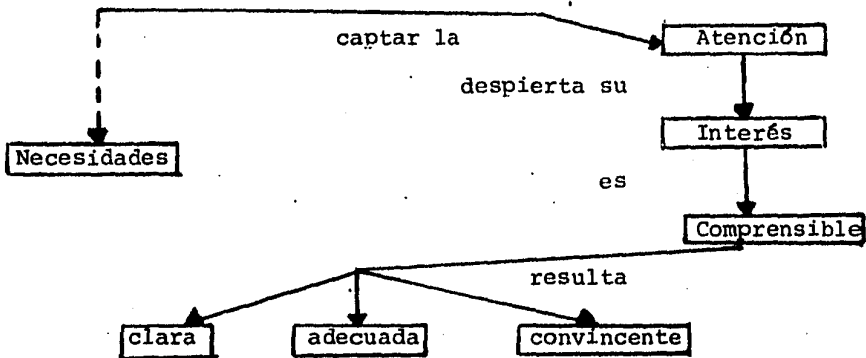 captar la Atención
despierta su
Interés
Necesidades
es
Comprensible
resulta
clara adecuada convincente